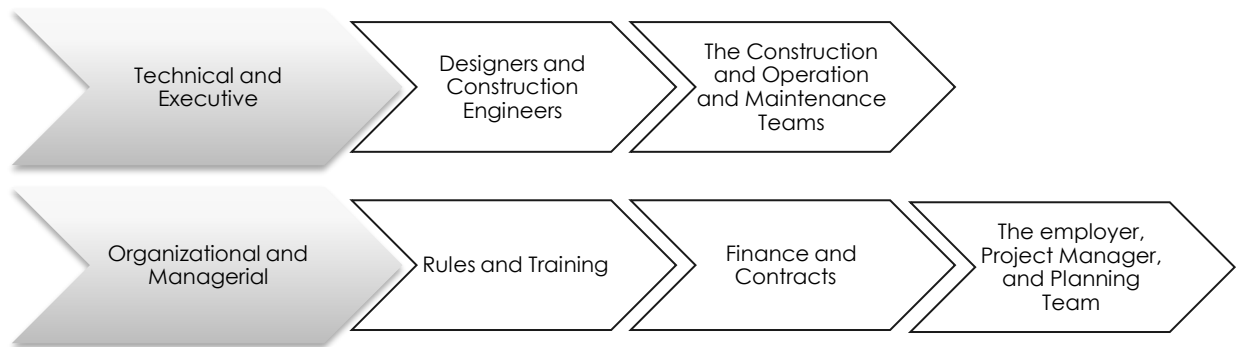 Technical and
Executive
Designers and
Construction
Engineers
The Construction
and Operation
and Maintenance
Teams
Organizational and
Managerial
Rules and Training
Finance and
Contracts
The employer,
Project Manager,
and Planning
Team